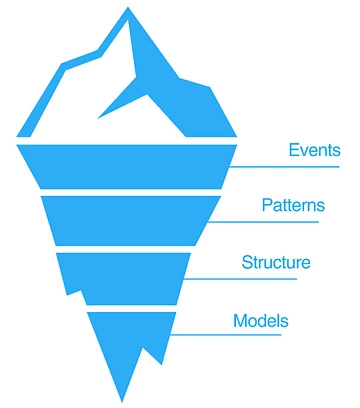 Events
Patterns
Structure
Models